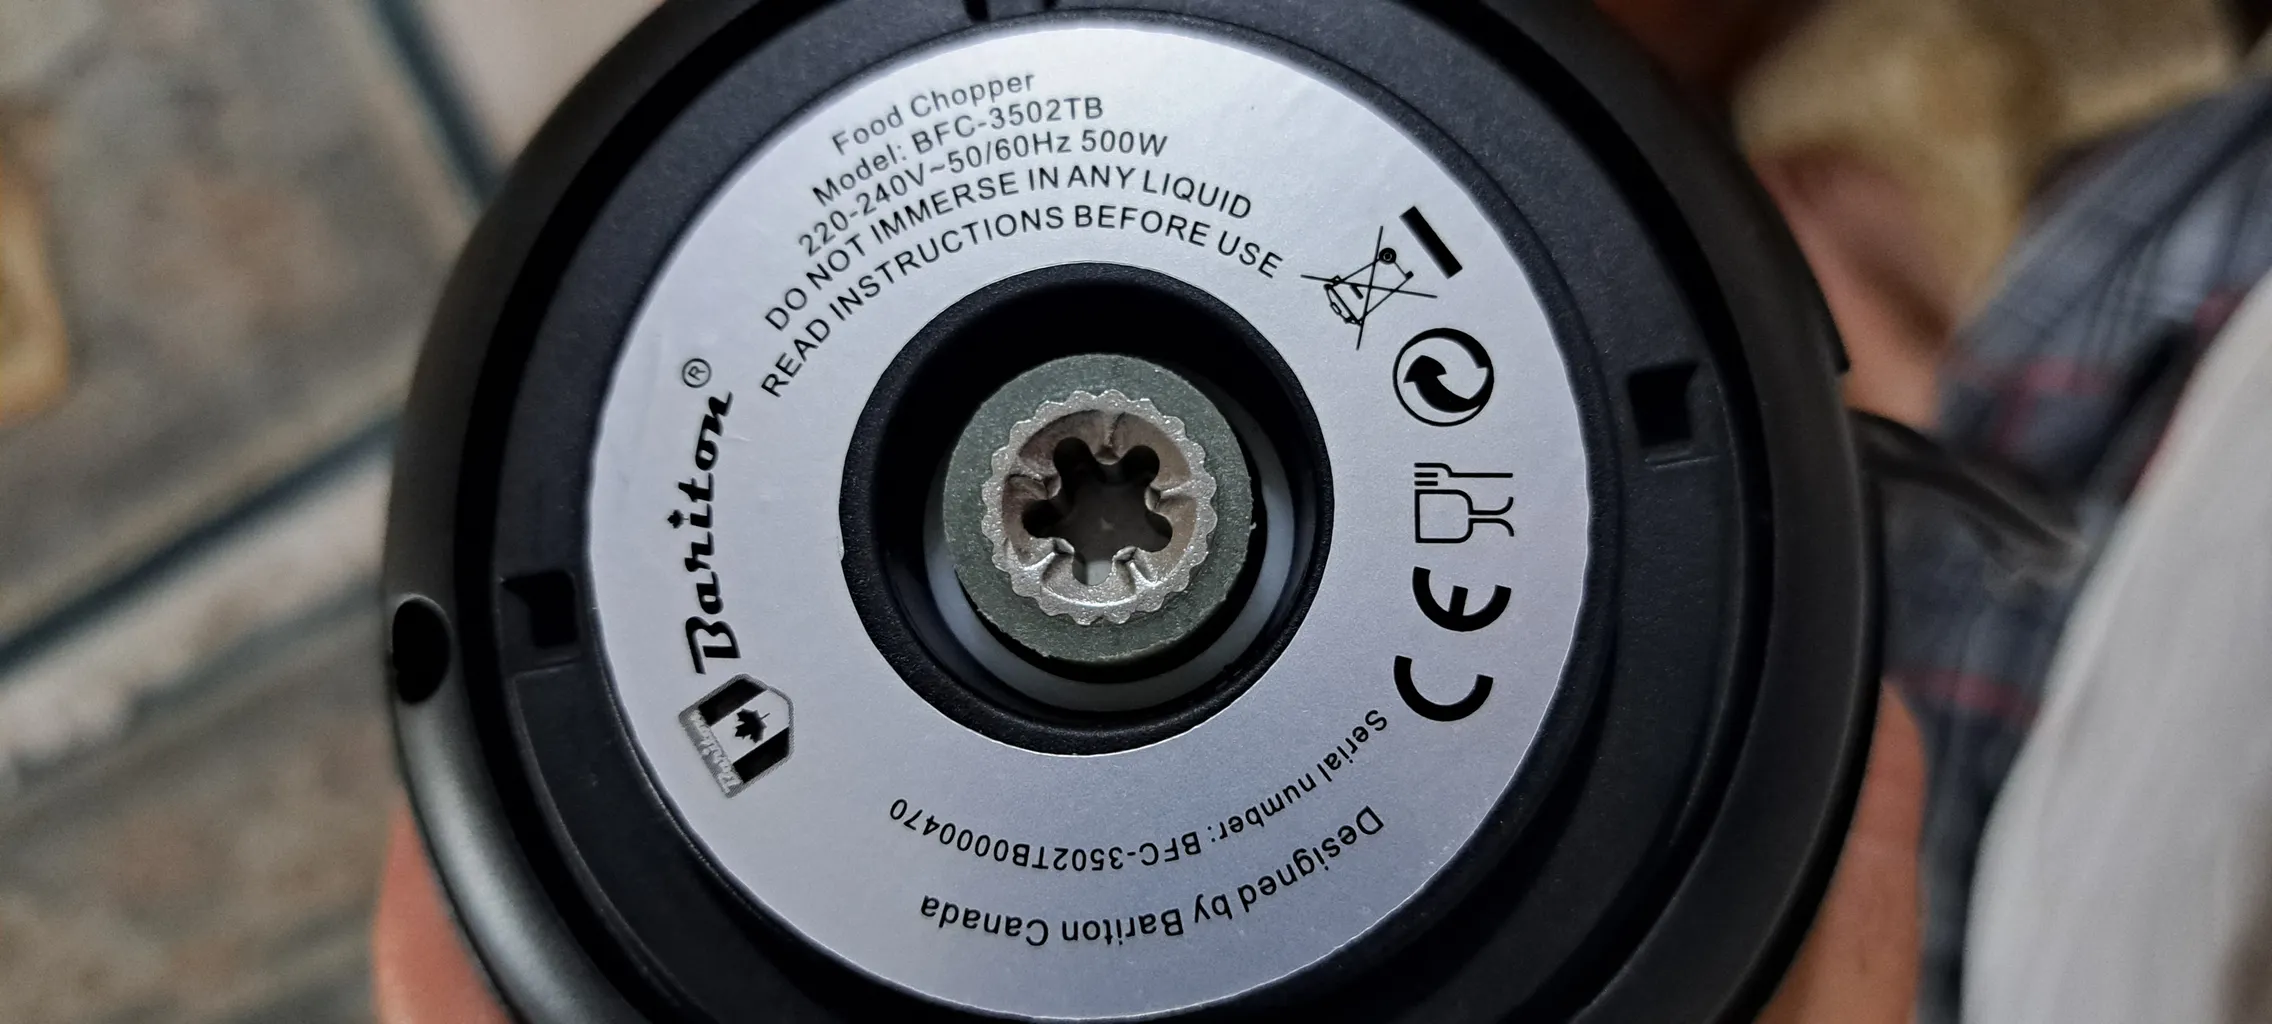 Food Chopper
Model: BFC-3502TB
220-240V~50/60Hz 500W
DO NOT IMMERSE IN ANY LIQUID
READ INSTRUCTIONS BEFORE USE
Bariton®
Bariton
CE
Serial number: BFC-3502TB0000470
Designed by Bariton Canada